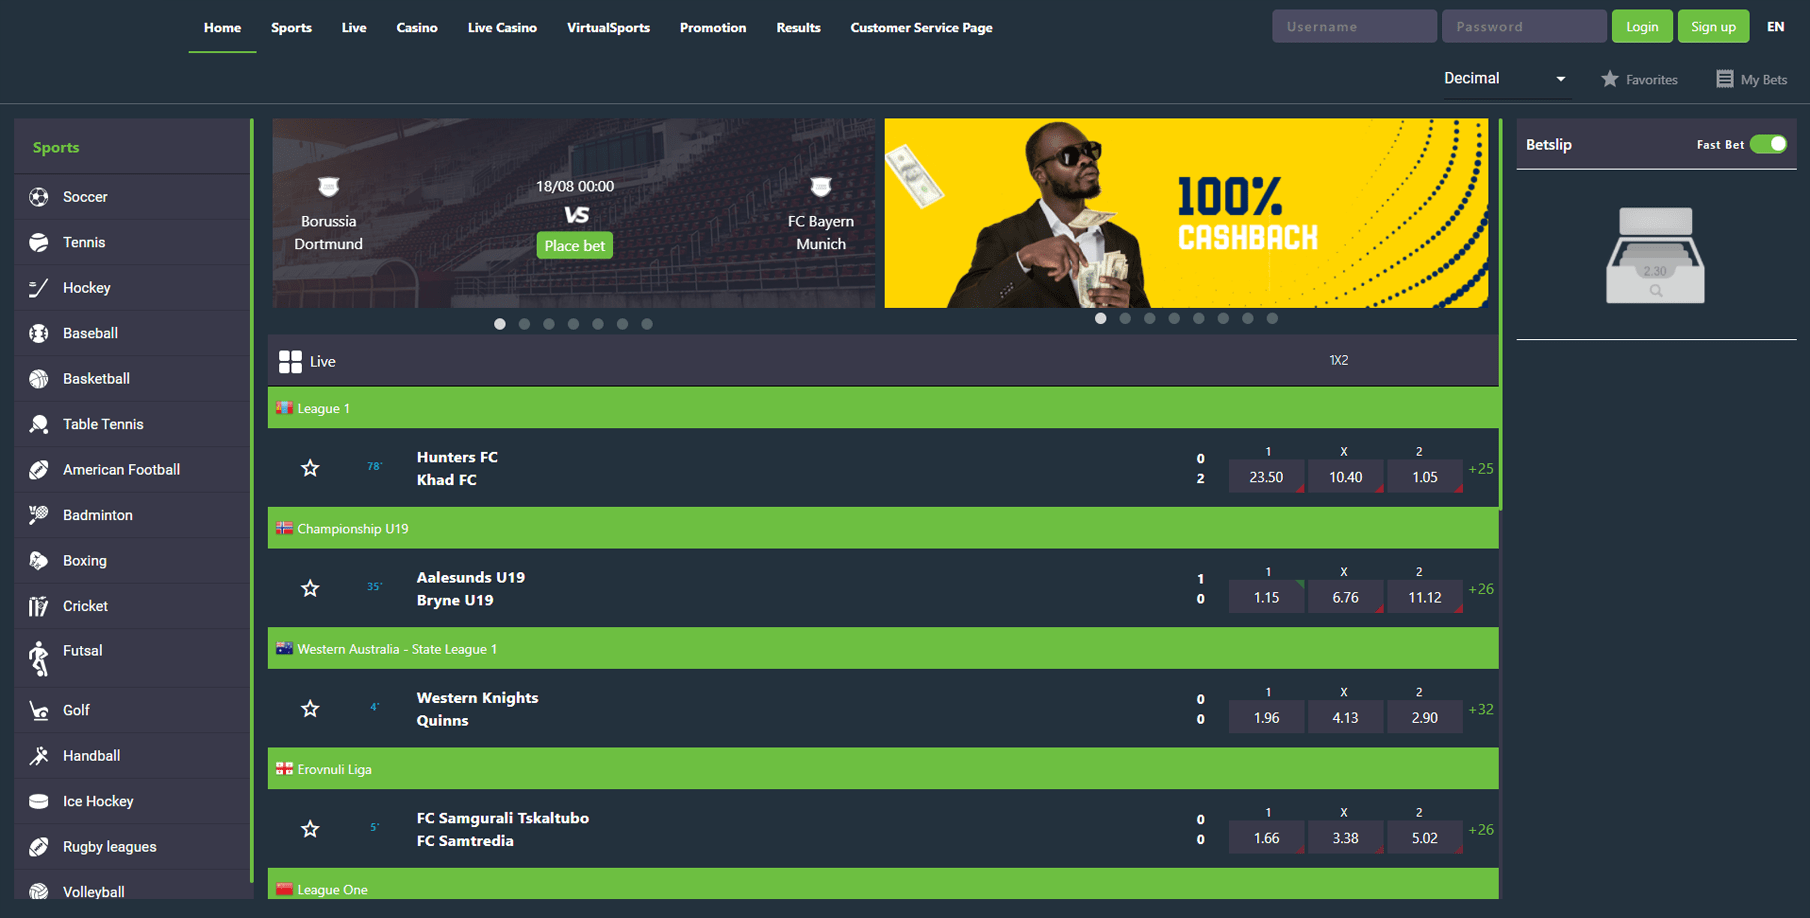 Home Sports Live Casino Live Casino VirtualSports Promotion Results Customer Service Page
Username Password Login Sign up EN
Decimal Favorites My Bets
Sports
Soccer
Tennis
Hockey
Baseball
Basketball
Table Tennis
American Football
Badminton
Boxing
Cricket
Futsal
Golf
Handball
Ice Hockey
Rugby leagues
Volleyball
18/08 00:00
VS
Borussia
Dortmund
Place bet
FC Bayern
Munich
100%
CASHBACK
Live 1X2
League 1
78'
Hunters FC
Khad FC
0
2
1 X 2
23.50 10.40 1.05
+25
Championship U19
35'
Aalesunds U19
Bryne U19
1
0
1 X 2
1.15 6.76 11.12
+26
Western Australia - State League 1
4'
Western Knights
Quinns
0
0
1 X 2
1.96 4.13 2.90
+32
Erovnuli Liga
5'
FC Samgurali Tskaltubo
FC Samtredia
0
0
1 X 2
1.66 3.38 5.02
+26
League One
Betslip Fast Bet
2.30